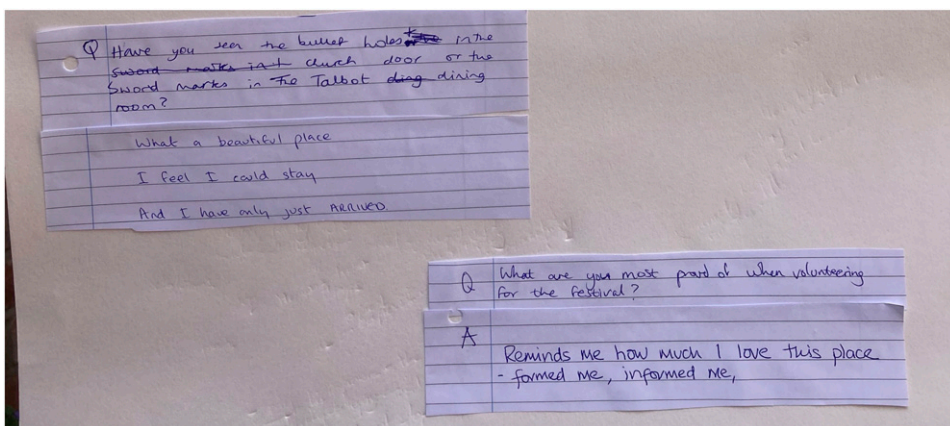 Q Have you seen the bullet holes in the
sword marks in t church door or the
Sword marks in The Talbot ding dining
room?
What a beautiful place
I feel I could stay
And I have only just ARRIVED.
Q What are you most proud of when volunteering
for the festival?
A
Reminds me how much I love this place
- formed me, informed me,